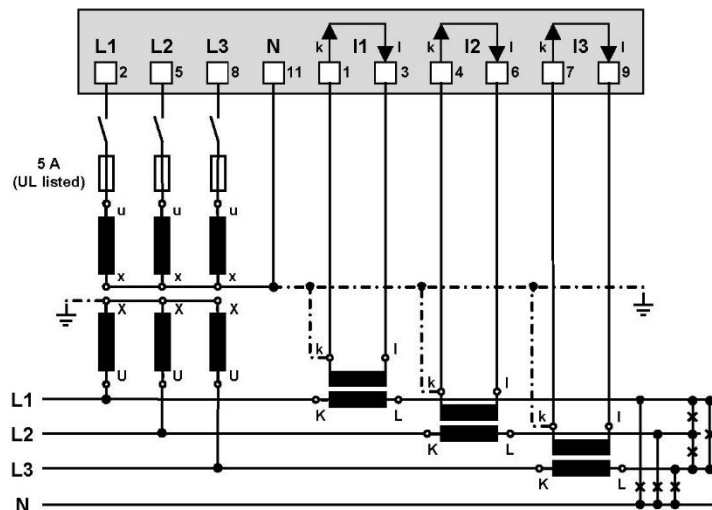 L1 L2 L3 N k I1 l k I2 l k I3 l
2 5 8 11 1 3 4 6 7 9
5 A
(UL listed)
u u u
x x x
X X X
k l
U U U
k l
L1 K L
k l
L2 K L
L3 K L
N